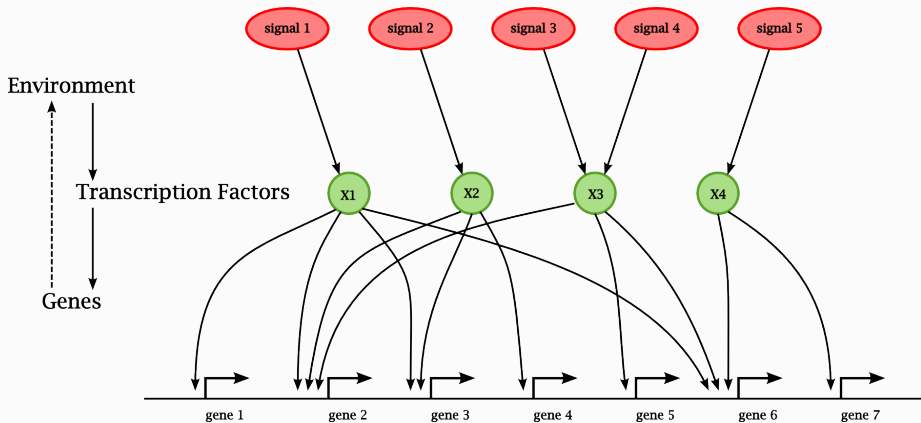 signal 1
signal 2
signal 3
signal 4
signal 5
Environment
Transcription Factors
X1
X2
X3
X4
Genes
gene 1
gene 2
gene 3
gene 4
gene 5
gene 6
gene 7